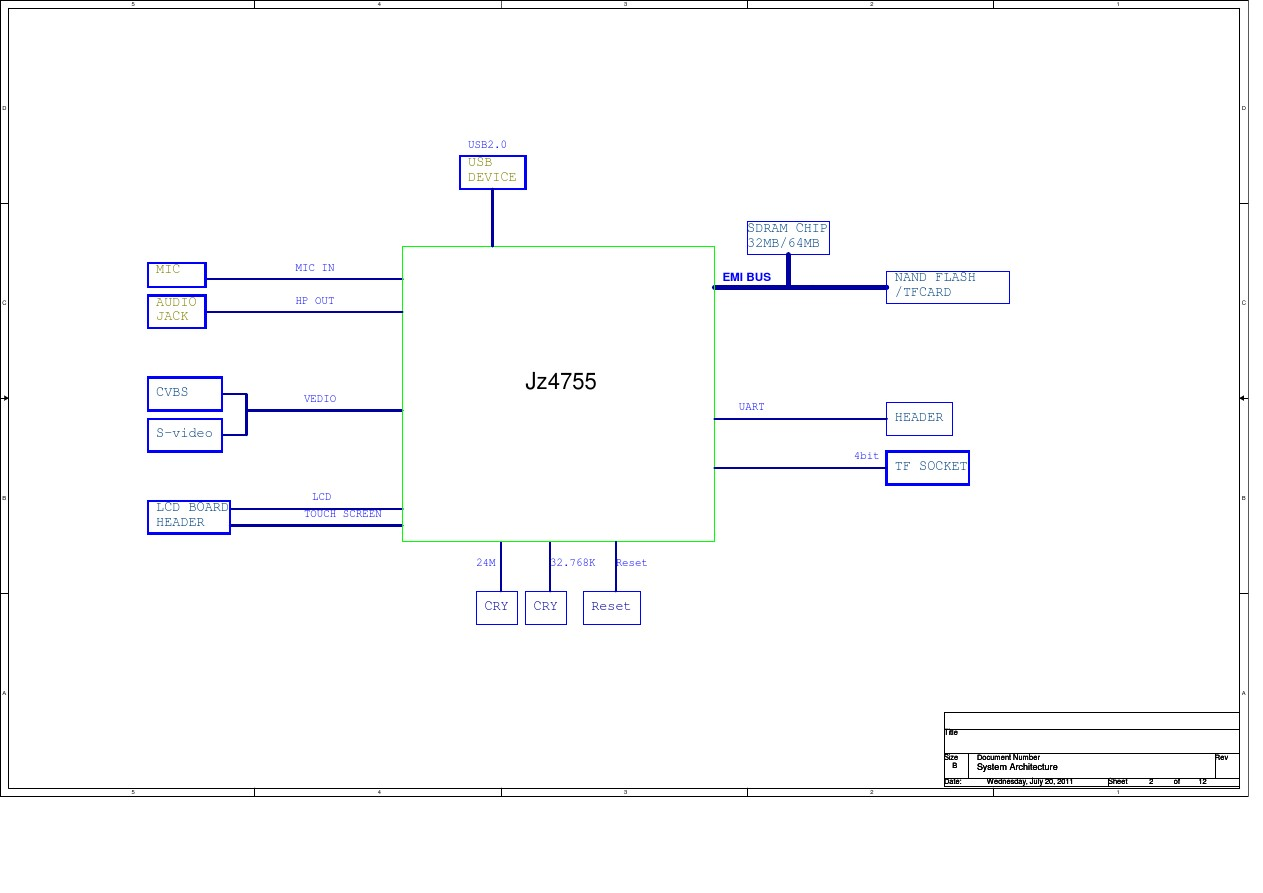 5 4 3 2 1
D D
USB2.0
USB
DEVICE
SDRAM CHIP
32MB/64MB
MIC
MIC IN
EMI BUS
NAND FLASH
/TFCARD
C C
AUDIO
JACK
HP OUT
Jz4755
CVBS
VEDIO
S-video
UART
HEADER
4bit
TF SOCKET
B B
LCD BOARD
HEADER
LCD
TOUCH SCREEN
24M
32.768K
Reset
CRY
CRY
Reset
A A
Title
Size
B
Document Number
System Architecture
Rev
Date: Wednesday, July 20, 2011 Sheet 2 of 12
5 4 3 2 1